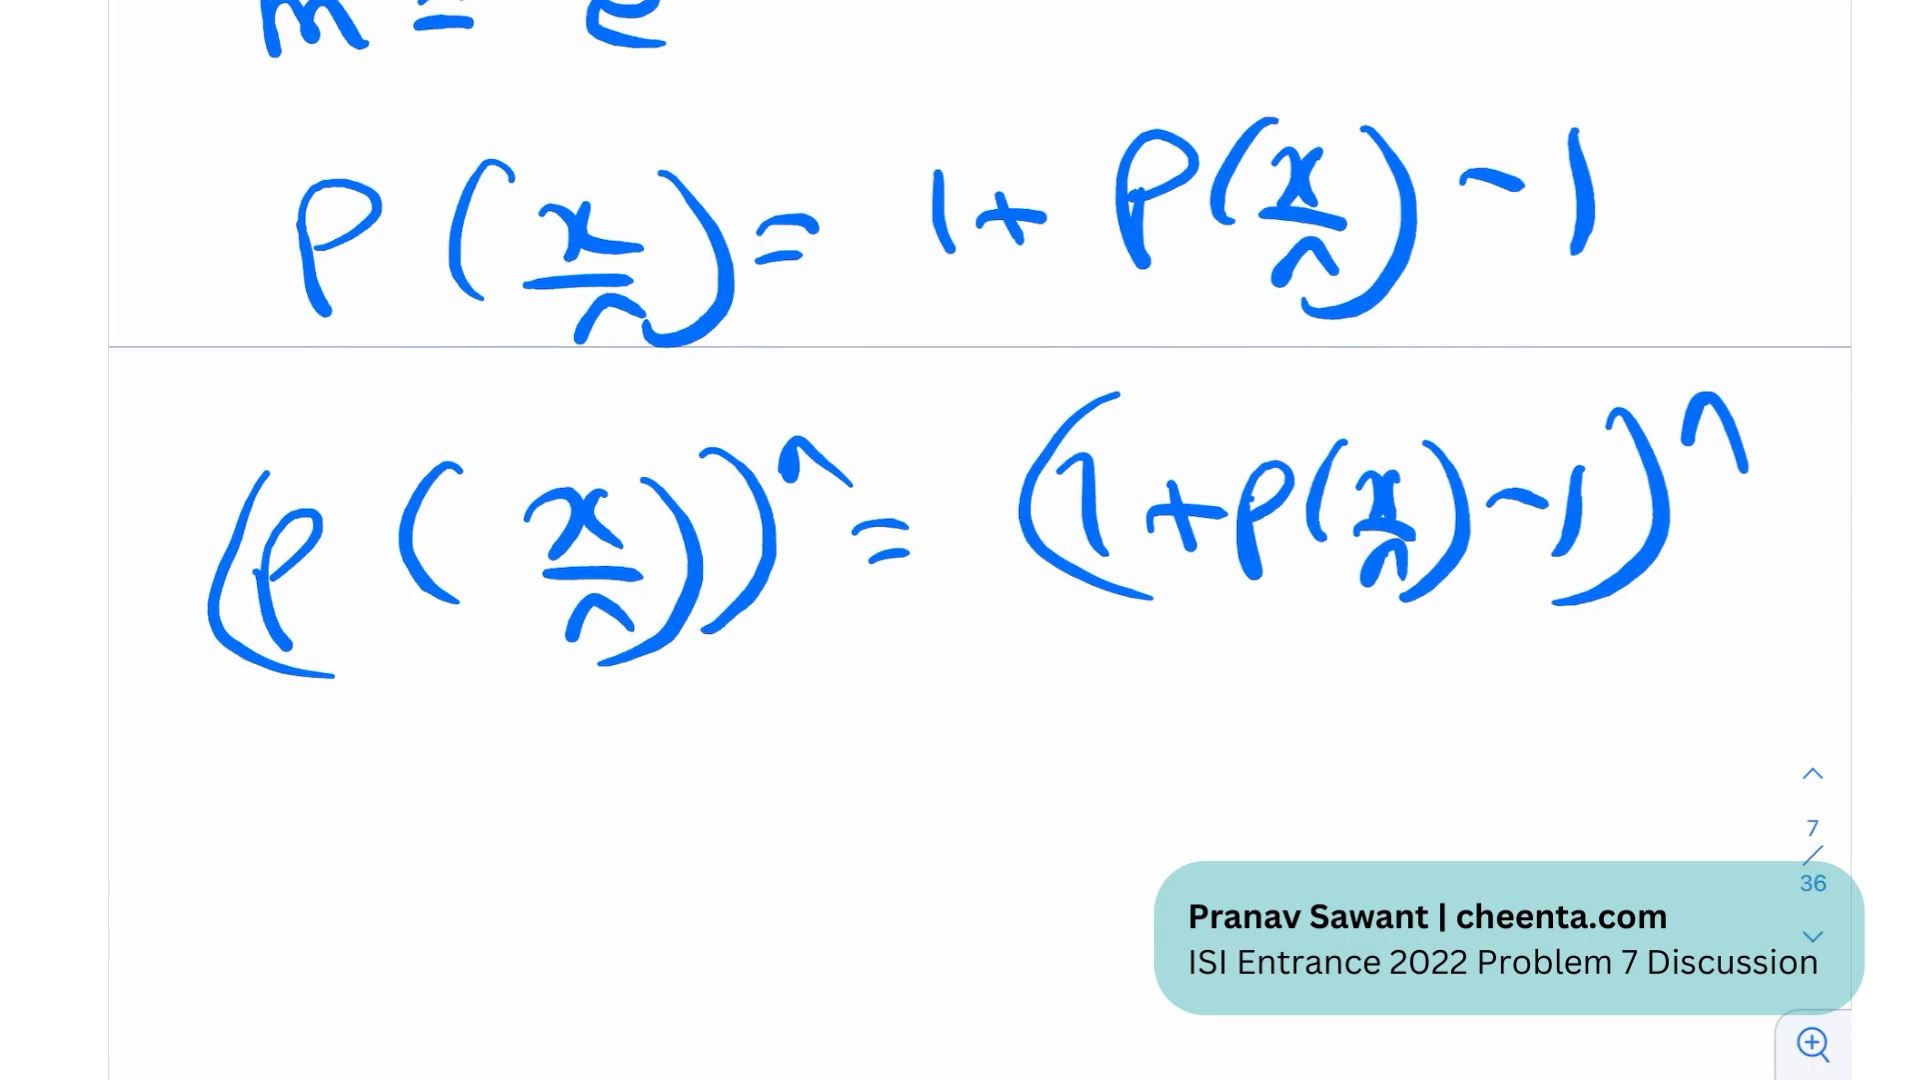 m = e
P(x/n) = 1 + P(x/n) - 1
(P(x/n))^n = (1 + P(x/n) - 1)^n
7
/
36
Pranav Sawant | cheenta.com
ISI Entrance 2022 Problem 7 Discussion